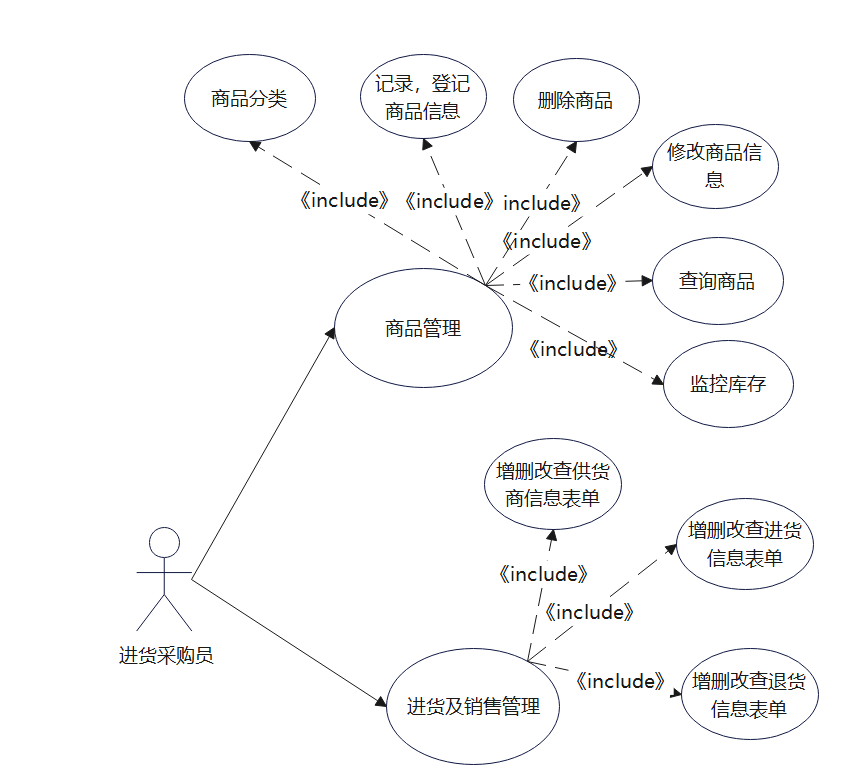 商品分类
记录，登记
商品信息
删除商品
修改商品信
息
《include》
《include》
include》
《include》
《include》
查询商品
商品管理
《include》
监控库存
增删改查供货
商信息表单
增删改查进货
信息表单
《include》
《include》
进货采购员
《include》
增删改查退货
信息表单
进货及销售管理